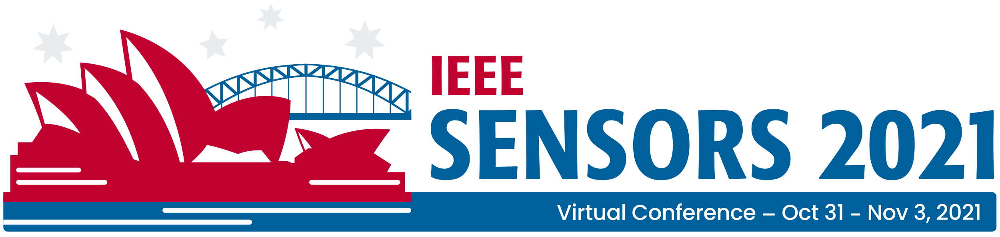 IEEE
SENSORS 2021
Virtual Conference — Oct 31 - Nov 3, 2021